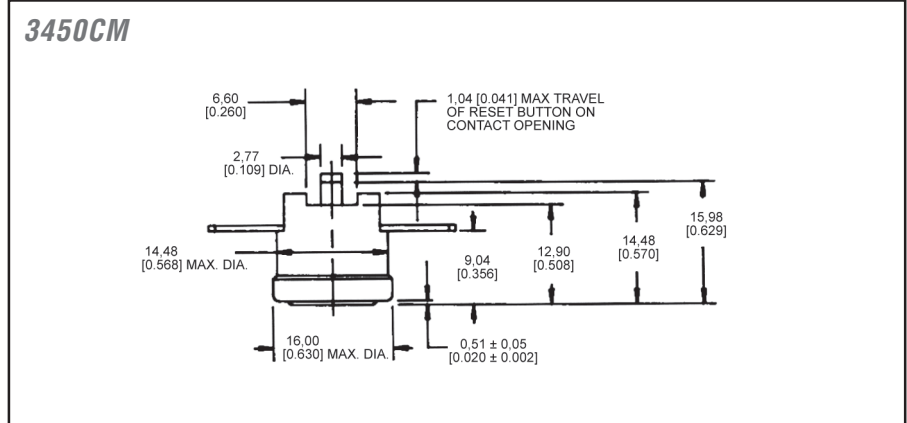 3450CM
6,60
[0.260]
1,04 [0.041] MAX TRAVEL
OF RESET BUTTON ON
CONTACT OPENING
2,77
[0.109] DIA.
14,48
[0.568] MAX. DIA.
9,04
[0.356]
12,90
[0.508]
14,48
[0.570]
15,98
[0.629]
16,00
[0.630] MAX. DIA.
0,51 ± 0,05
[0.020 ± 0.002]